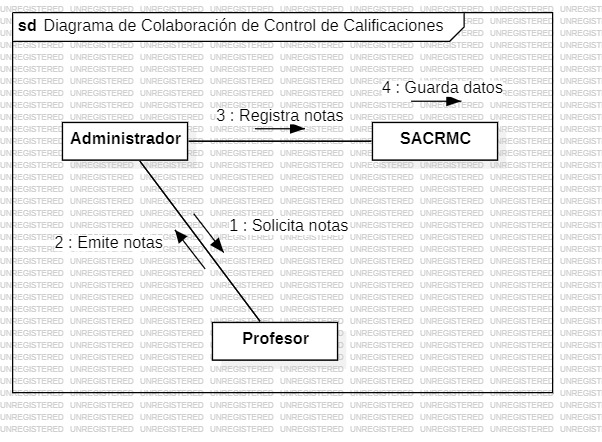 sd Diagrama de Colaboración de Control de Calificaciones
4 : Guarda datos
3 : Registra notas
Administrador
SACRMC
1 : Solicita notas
2 : Emite notas
Profesor
UNREGISTERED